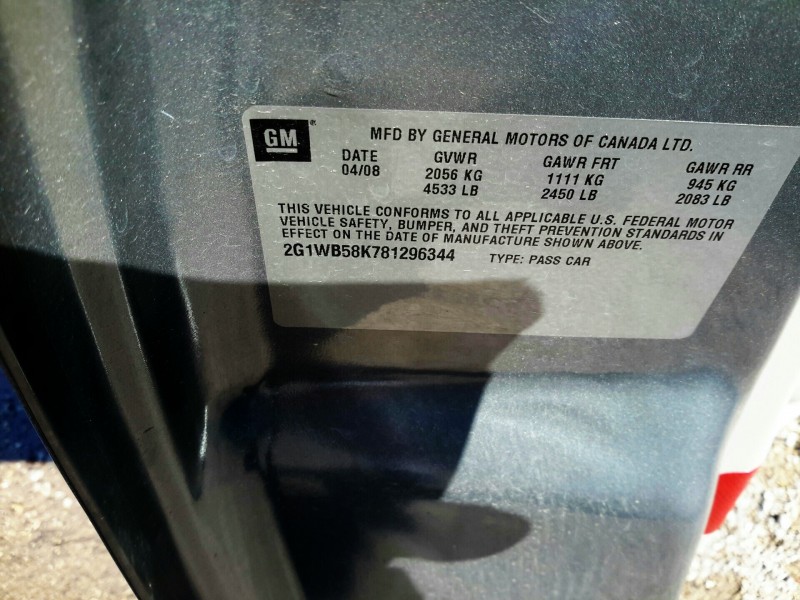 GM MFD BY GENERAL MOTORS OF CANADA LTD.
DATE GVWR GAWR FRT GAWR RR
04/08 2056 KG 1111 KG 945 KG
4533 LB 2450 LB 2083 LB
THIS VEHICLE CONFORMS TO ALL APPLICABLE U.S. FEDERAL MOTOR
VEHICLE SAFETY, BUMPER, AND THEFT PREVENTION STANDARDS IN
EFFECT ON THE DATE OF MANUFACTURE SHOWN ABOVE.
2G1WB58K781296344 TYPE: PASS CAR